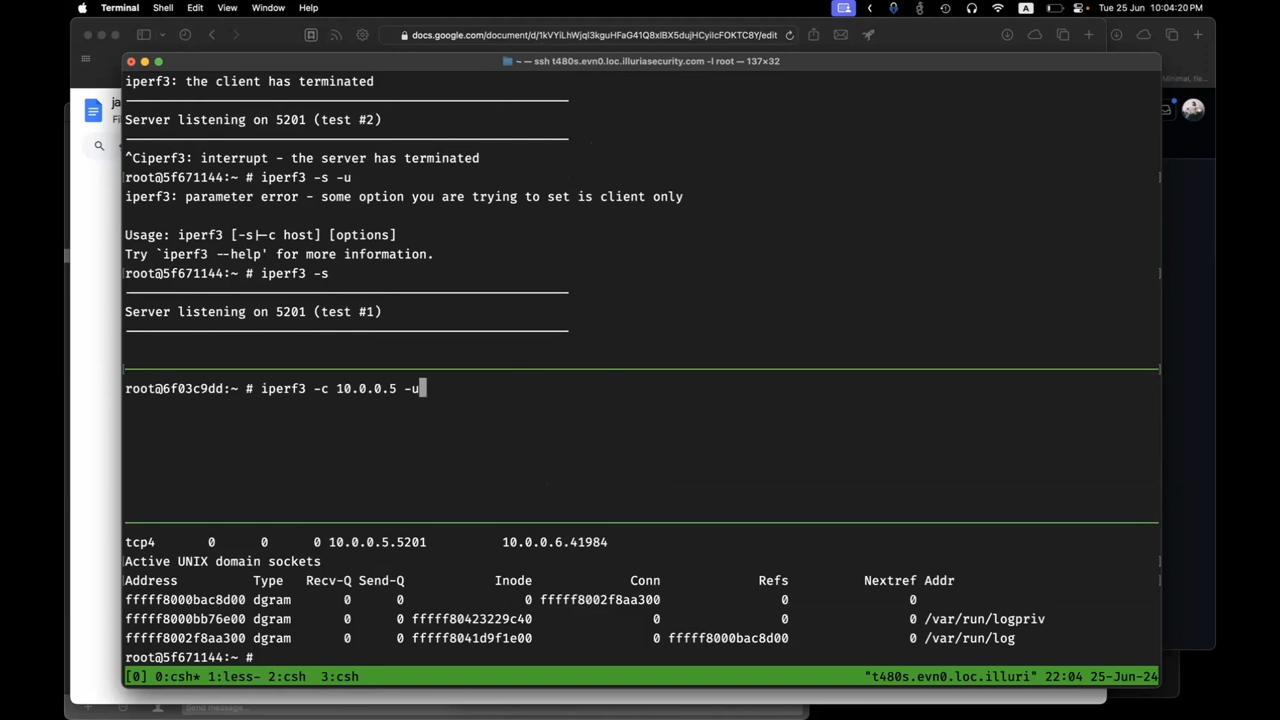 Terminal Shell Edit View Window Help A Tue 25 Jun 10:04:20 PM
docs.google.com/document/d/1kVYiLhWjql3kguHFaG41Q8xlBX5dujHCyilcFOKTC8Y/edit
~ — ssh t480s.evn0.loc.illuriasecurity.com -l root — 137×32
Minimal, fle...
ja
Fi
iperf3: the client has terminated
Server listening on 5201 (test #2)
^Ciperf3: interrupt - the server has terminated
root@5f671144:~ # iperf3 -s -u
iperf3: parameter error - some option you are trying to set is client only
Usage: iperf3 [-s|-c host] [options]
Try `iperf3 --help' for more information.
root@5f671144:~ # iperf3 -s
Server listening on 5201 (test #1)
root@6f03c9dd:~ # iperf3 -c 10.0.0.5 -u
tcp4 0 0 0 10.0.0.5.5201 10.0.0.6.41984
Active UNIX domain sockets
Address Type Recv-Q Send-Q Inode Conn Refs Nextref Addr
fffff8000bac8d00 dgram 0 0 0 fffff8002f8aa300 0 0
fffff8000bb76e00 dgram 0 0 fffff80423229c40 0 0 0 /var/run/logpriv
fffff8002f8aa300 dgram 0 0 fffff8041d9f1e00 0 fffff8000bac8d00 0 /var/run/log
root@5f671144:~ #
[0] 0:csh* 1:less- 2:csh 3:csh "t480s.evn0.loc.illuri" 22:04 25-Jun-24
Send message...